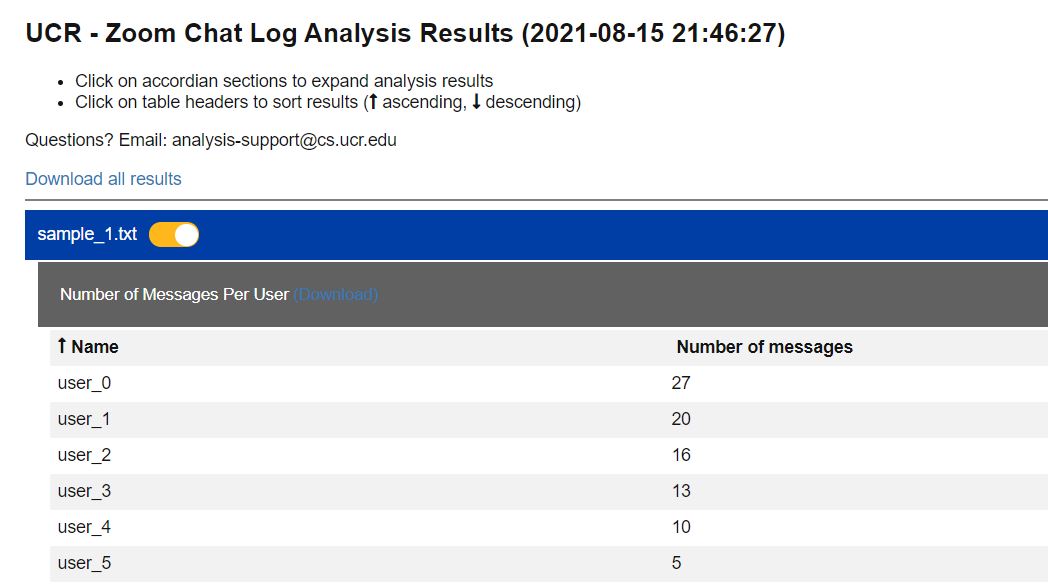 UCR - Zoom Chat Log Analysis Results (2021-08-15 21:46:27)
• Click on accordian sections to expand analysis results
• Click on table headers to sort results (↑ ascending, ↓ descending)
Questions? Email: analysis-support@cs.ucr.edu
Download all results
sample_1.txt
Number of Messages Per User (Download)
↑ Name Number of messages
user_0 27
user_1 20
user_2 16
user_3 13
user_4 10
user_5 5